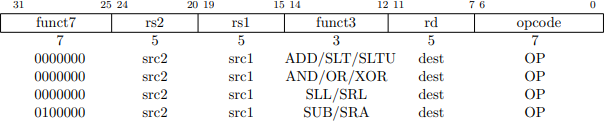 31 25 24 20 19 15 14 12 11 7 6 0
funct7 rs2 rs1 funct3 rd opcode
7 5 5 3 5 7
0000000 src2 src1 ADD/SLT/SLTU dest OP
0000000 src2 src1 AND/OR/XOR dest OP
0000000 src2 src1 SLL/SRL dest OP
0100000 src2 src1 SUB/SRA dest OP